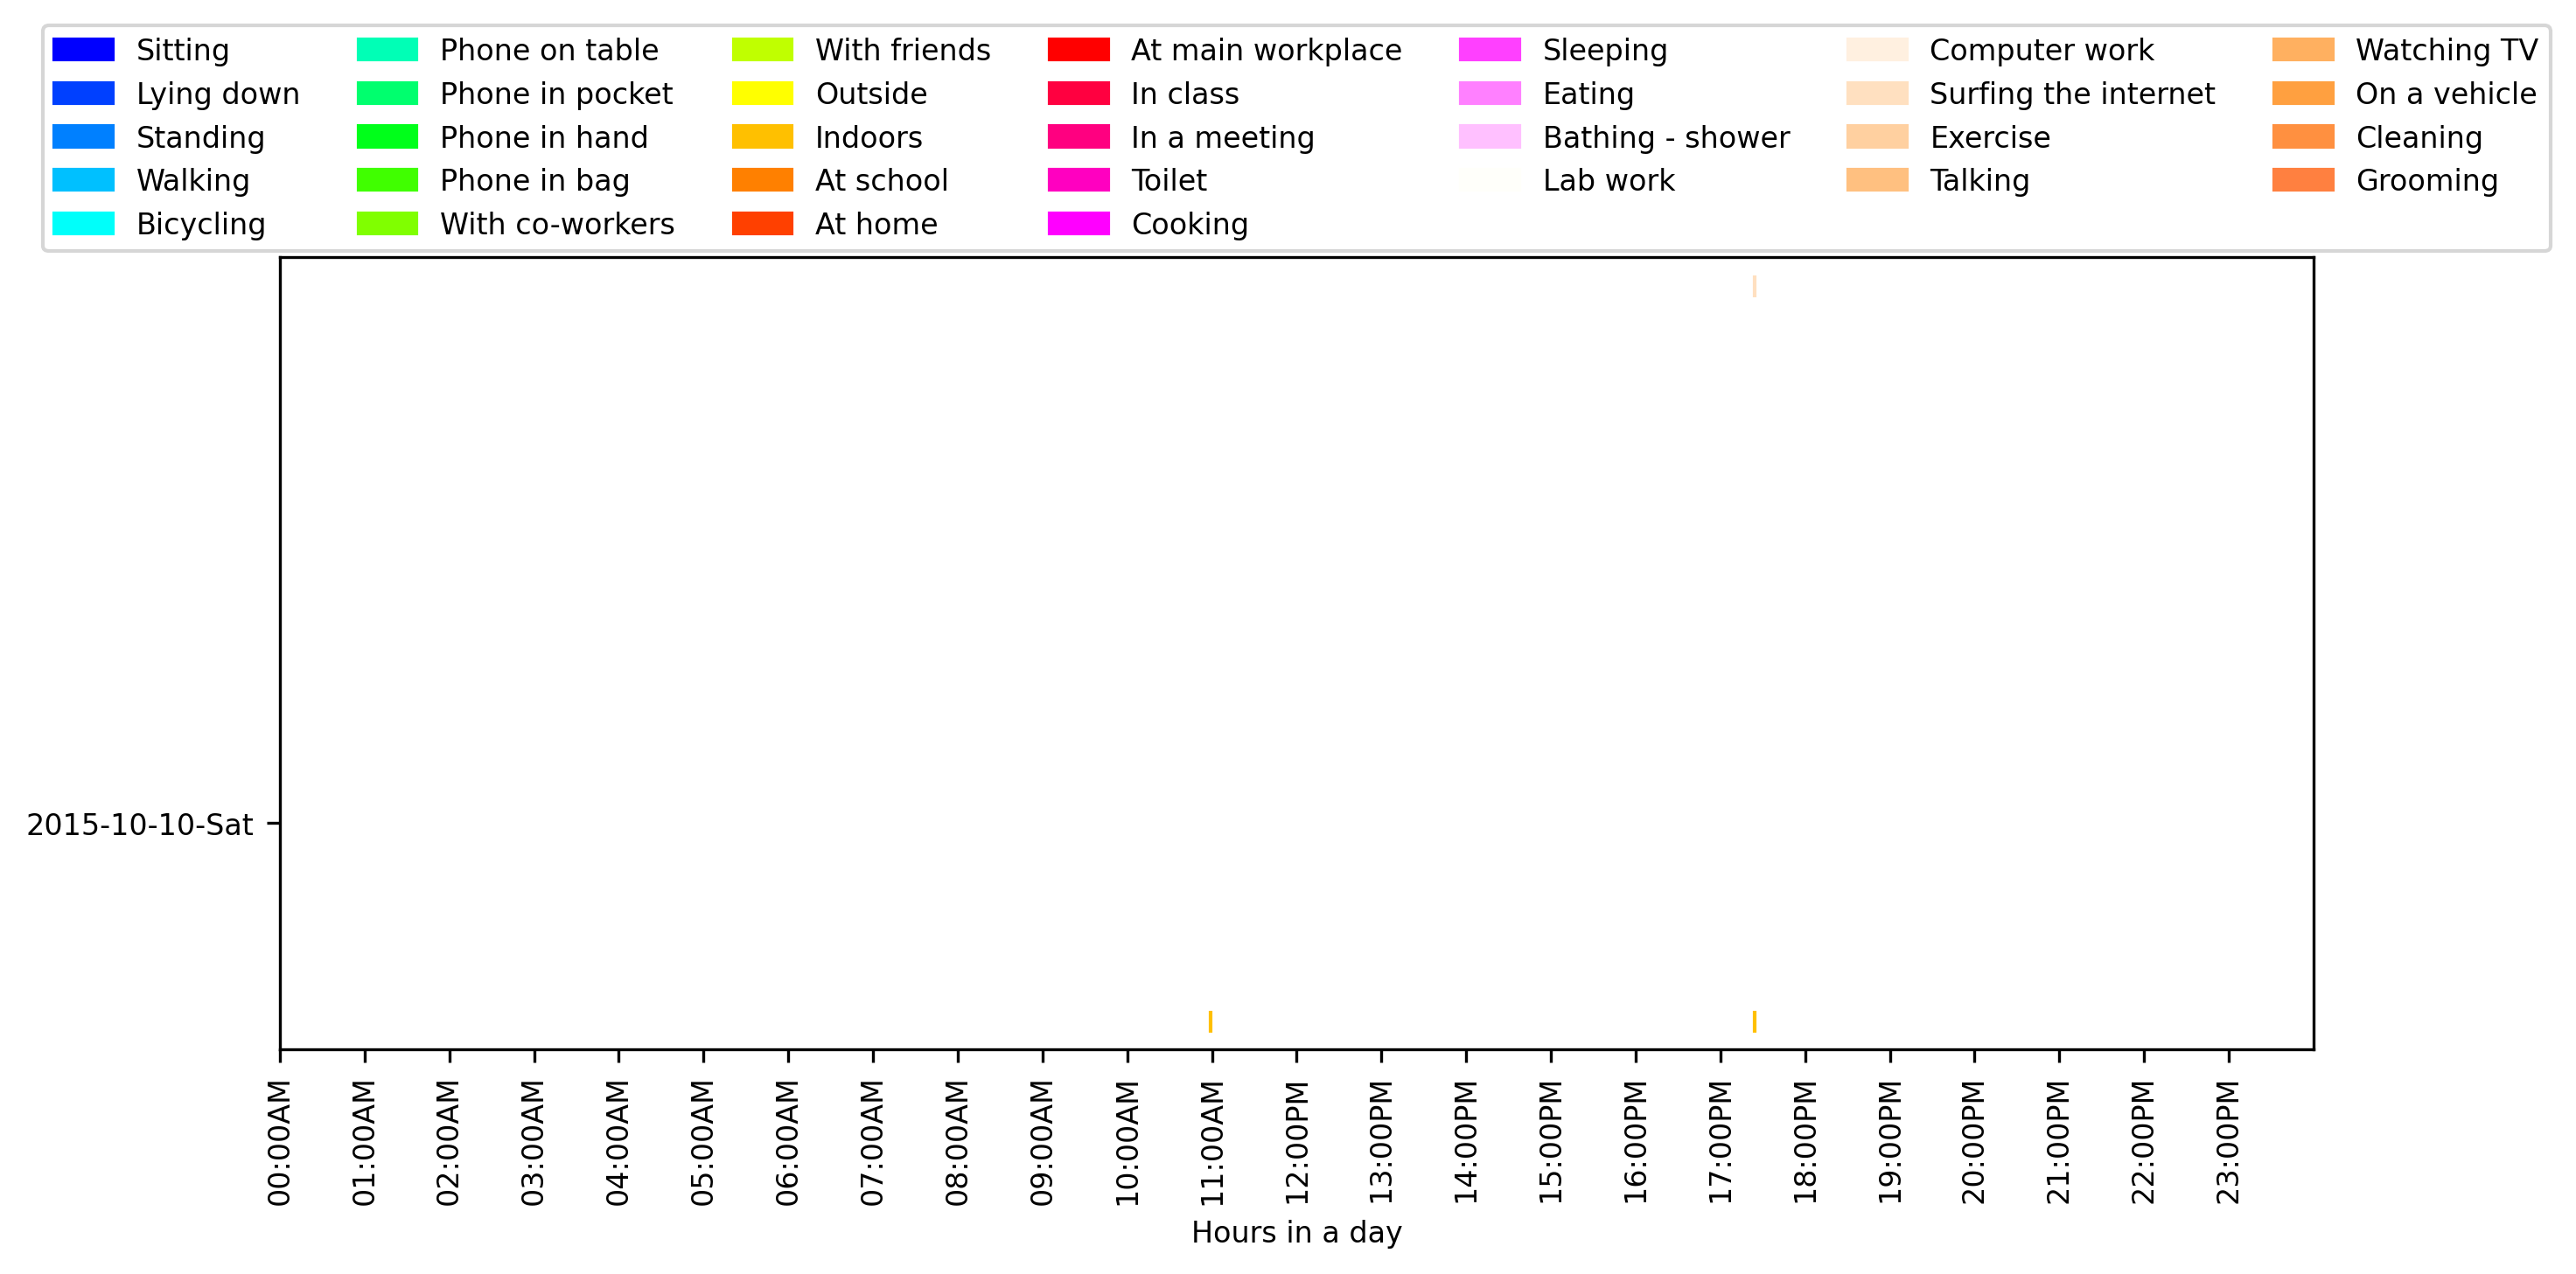 Sitting
Lying down
Standing
Walking
Bicycling
Phone on table
Phone in pocket
Phone in hand
Phone in bag
With co-workers
With friends
Outside
Indoors
At school
At home
At main workplace
In class
In a meeting
Toilet
Cooking
Sleeping
Eating
Bathing - shower
Lab work
Computer work
Surfing the internet
Exercise
Talking
Watching TV
On a vehicle
Cleaning
Grooming
2015-10-10-Sat
00:00AM
01:00AM
02:00AM
03:00AM
04:00AM
05:00AM
06:00AM
07:00AM
08:00AM
09:00AM
10:00AM
11:00AM
12:00PM
13:00PM
14:00PM
15:00PM
16:00PM
17:00PM
18:00PM
19:00PM
20:00PM
21:00PM
22:00PM
23:00PM
Hours in a day